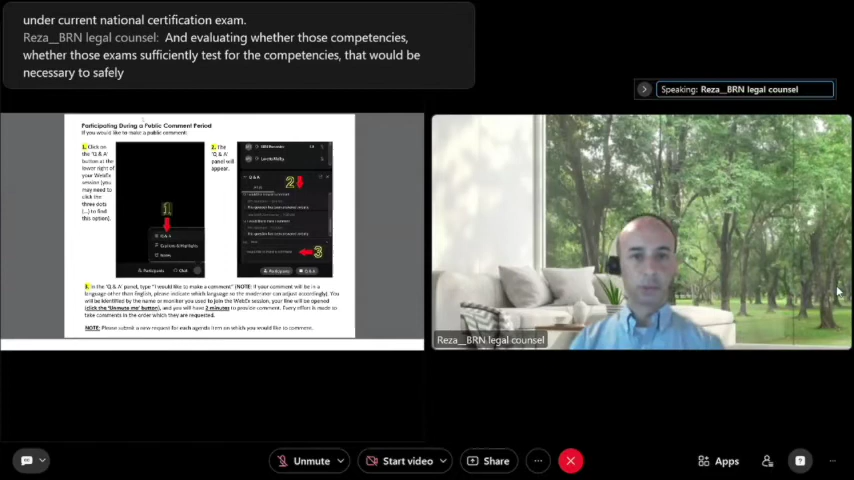 under current national certification exam.
Reza__BRN legal counsel: And evaluating whether those competencies,
whether those exams sufficiently test for the competencies, that would be
necessary to safely
Speaking: Reza__BRN legal counsel
Participating During a Public Comment Period
If you would like to make a public comment:
1. Click on
the 'Q & A'
button at the
lower right of
your WebEx
session (you
may need to
click the
three dots
(...) to find
this option).
1
Q & A
Notes
Participants
Chat
2. The
'Q & A'
panel will
appear.
Q & A
2
3
Participants
Q & A
3. In the 'Q & A' panel, type "I would like to make a comment" (NOTE: If your comment will be in a
language other than English, please indicate which language so the moderator can adjust accordingly). You
will be identified by the name or moniker you used to join the WebEx session, your line will be opened
(click the 'Unmute me' button), and you will have 2 minutes to provide comment. Every effort is made to
take comments in the order which they are requested.
NOTE: Please submit a new request for each agenda item on which you would like to comment.
Reza__BRN legal counsel
Unmute
Start video
Share
Apps